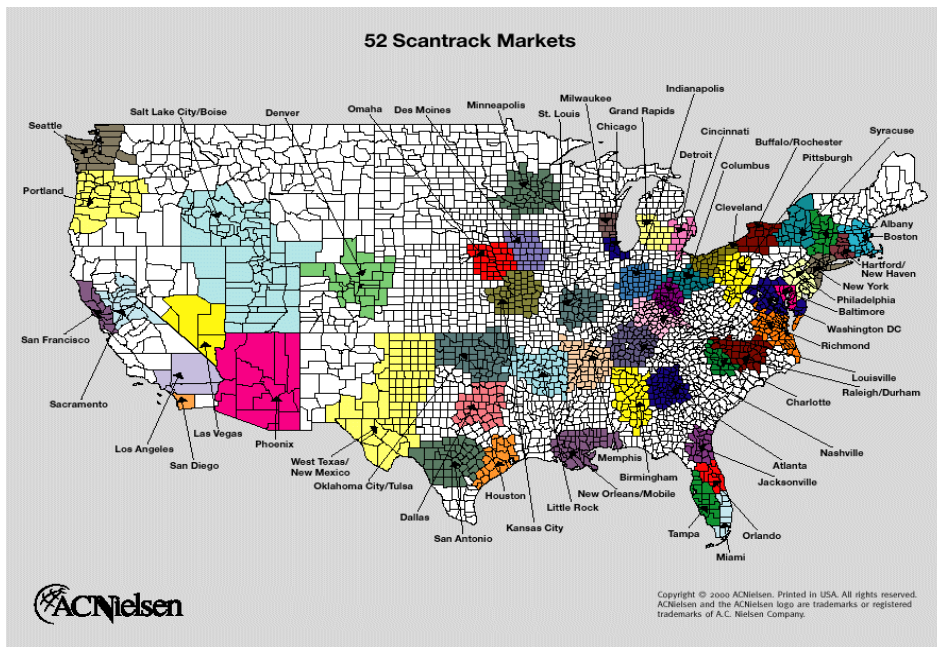 52 Scantrack Markets
Indianapolis
Milwaukee
Minneapolis
Salt Lake City/Boise
Denver
Omaha
Des Moines
St. Louis
Grand Rapids
Seattle
Chicago
Cincinnati
Syracuse
Buffalo/Rochester
Detroit
Pittsburgh
Columbus
Portland
Cleveland
Albany
Boston
Hartford/
New Haven
New York
Philadelphia
Baltimore
Washington DC
San Francisco
Richmond
Louisville
Raleigh/Durham
Sacramento
Charlotte
Las Vegas
Phoenix
Los Angeles
San Diego
West Texas/
New Mexico
Memphis
Nashville
Atlanta
Birmingham
Jacksonville
Oklahoma City/Tulsa
Houston
New Orleans/Mobile
Little Rock
Dallas
Kansas City
San Antonio
Tampa
Orlando
Miami
ACNielsen
Copyright © 2000 ACNielsen. Printed in USA. All rights reserved.
ACNielsen and the ACNielsen logo are trademarks or registered
trademarks of A.C. Nielsen Company.